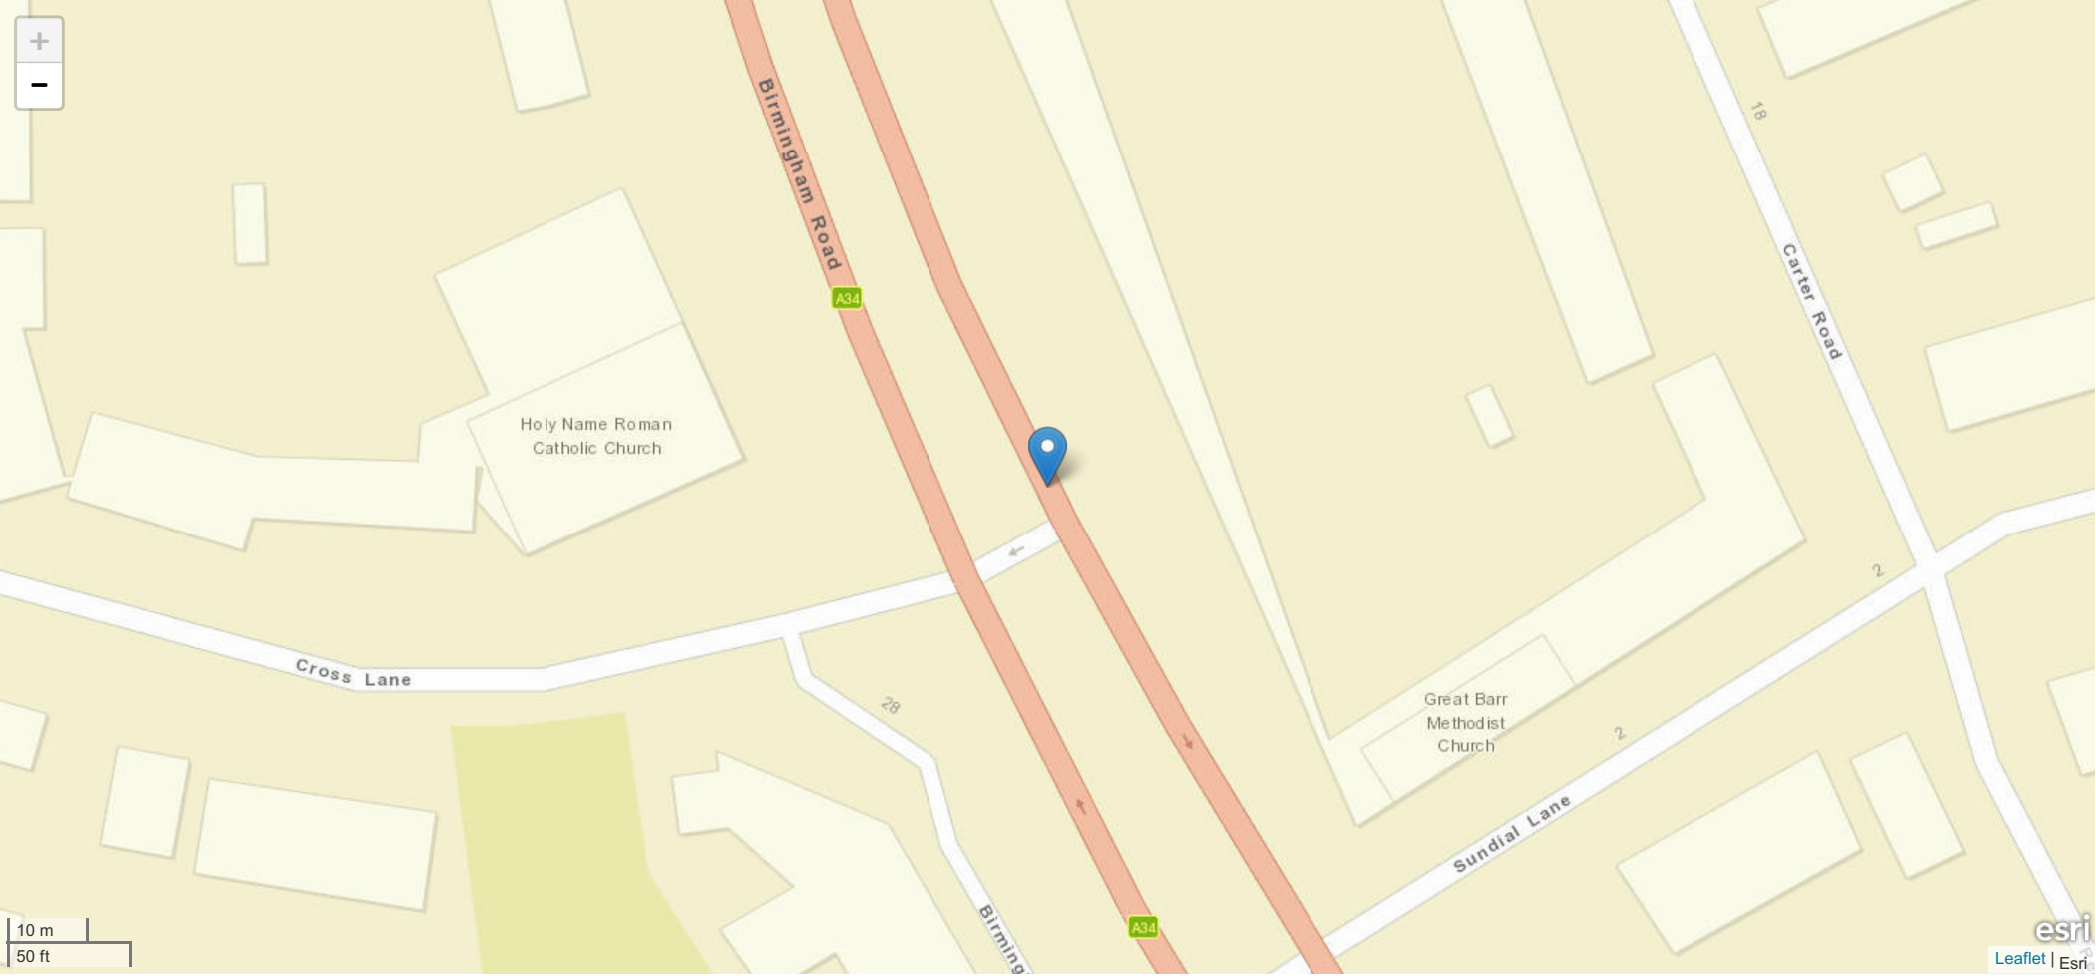 +
−
Birmingham Road
A34
18
Carter Road
Holy Name Roman
Catholic Church
2
Cross Lane
28
Great Barr
Methodist
Church
2
Sundial Lane
A34
10 m
50 ft
esri
Leaflet | Esri